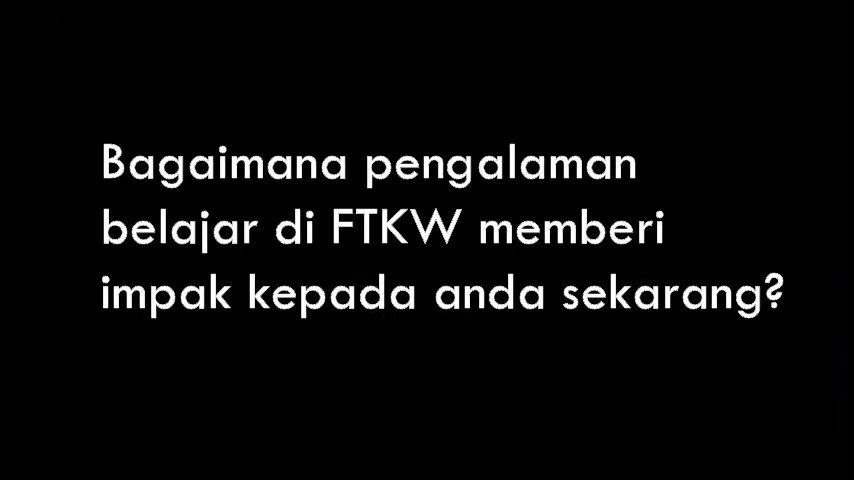 Bagaimana pengalaman
belajar di FTKW memberi
impak kepada anda sekarang?